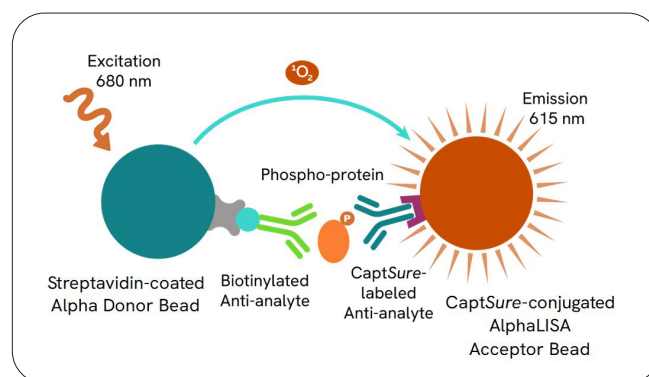 Excitation
680 nm
¹O₂
Emission
615 nm
Phospho-protein
P
Streptavidin-coated
Alpha Donor Bead
Biotinylated
Anti-analyte
CaptSure-
labeled
Anti-analyte
CaptSure-conjugated
AlphaLISA
Acceptor Bead